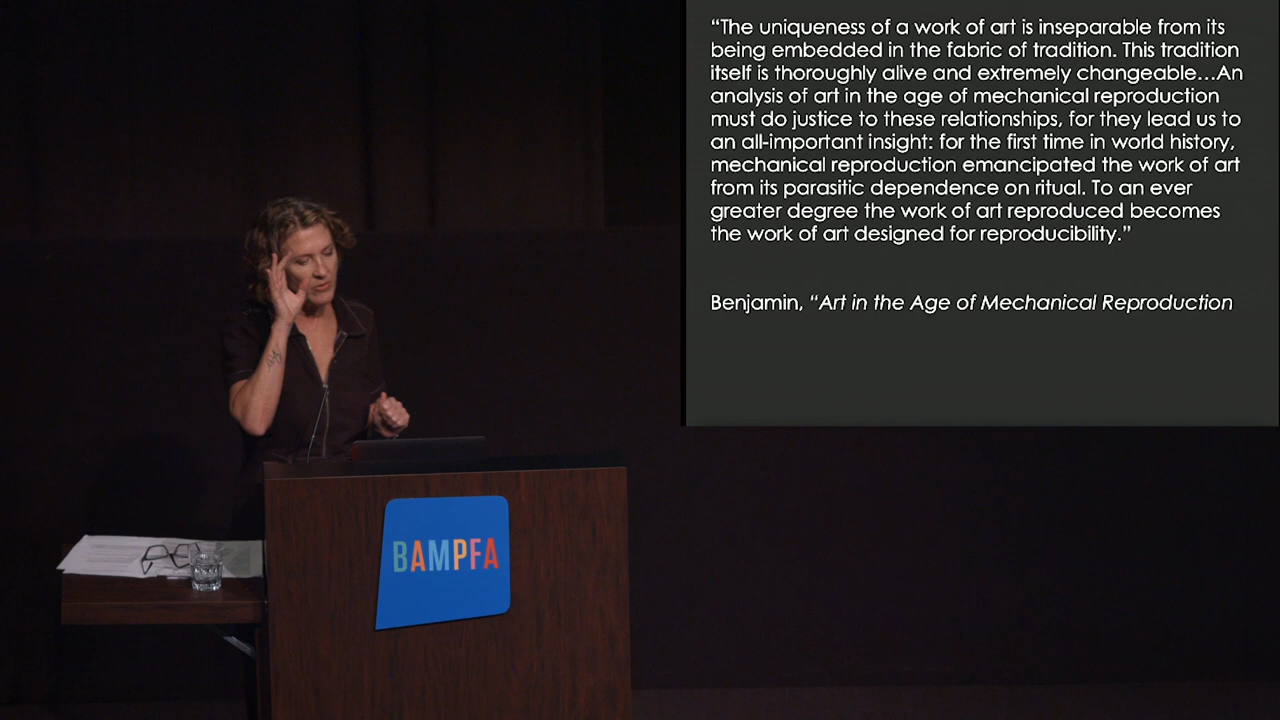 “The uniqueness of a work of art is inseparable from its
being embedded in the fabric of tradition. This tradition
itself is thoroughly alive and extremely changeable…An
analysis of art in the age of mechanical reproduction
must do justice to these relationships, for they lead us to
an all-important insight: for the first time in world history,
mechanical reproduction emancipated the work of art
from its parasitic dependence on ritual. To an ever
greater degree the work of art reproduced becomes
the work of art designed for reproducibility.”
Benjamin, “Art in the Age of Mechanical Reproduction
BAMPFA